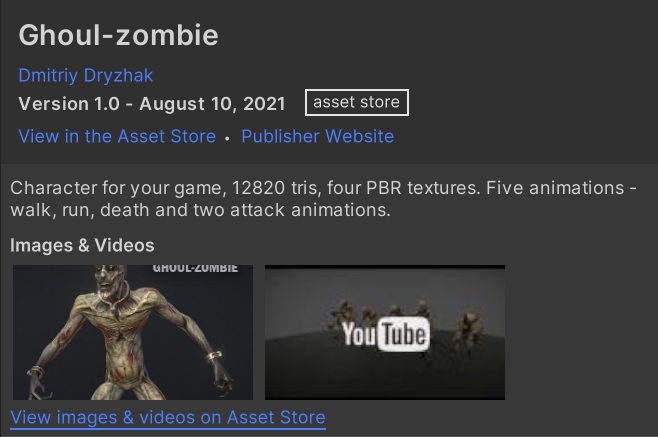 Ghoul-zombie
Dmitriy Dryzhak
Version 1.0 - August 10, 2021 asset store
View in the Asset Store • Publisher Website
Character for your game, 12820 tris, four PBR textures. Five animations -
walk, run, death and two attack animations.
Images & Videos
GHOUL-ZOMBIE
YouTube
View images & videos on Asset Store